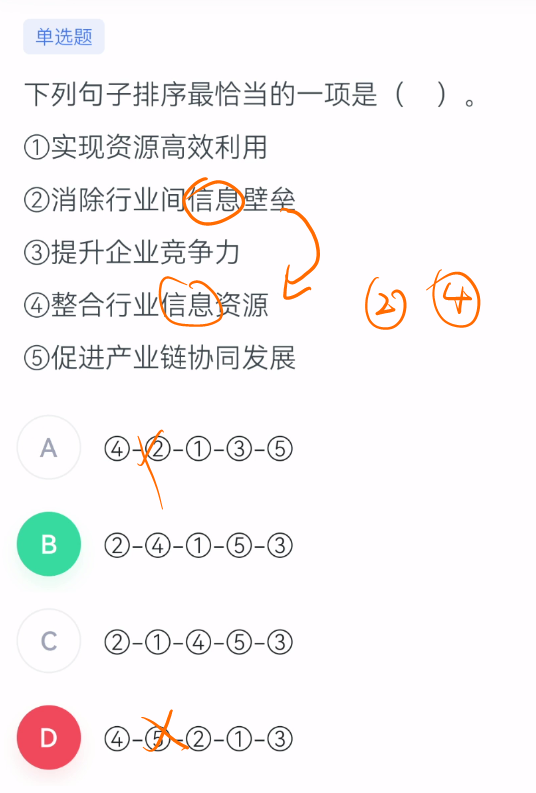 单选题
下列句子排序最恰当的一项是（ ）。
①实现资源高效利用
②消除行业间信息壁垒
③提升企业竞争力
④整合行业信息资源
② ④
⑤促进产业链协同发展
A ④-②-①-③-⑤
B ②-④-①-⑤-③
C ②-①-④-⑤-③
D ④-⑤-②-①-③